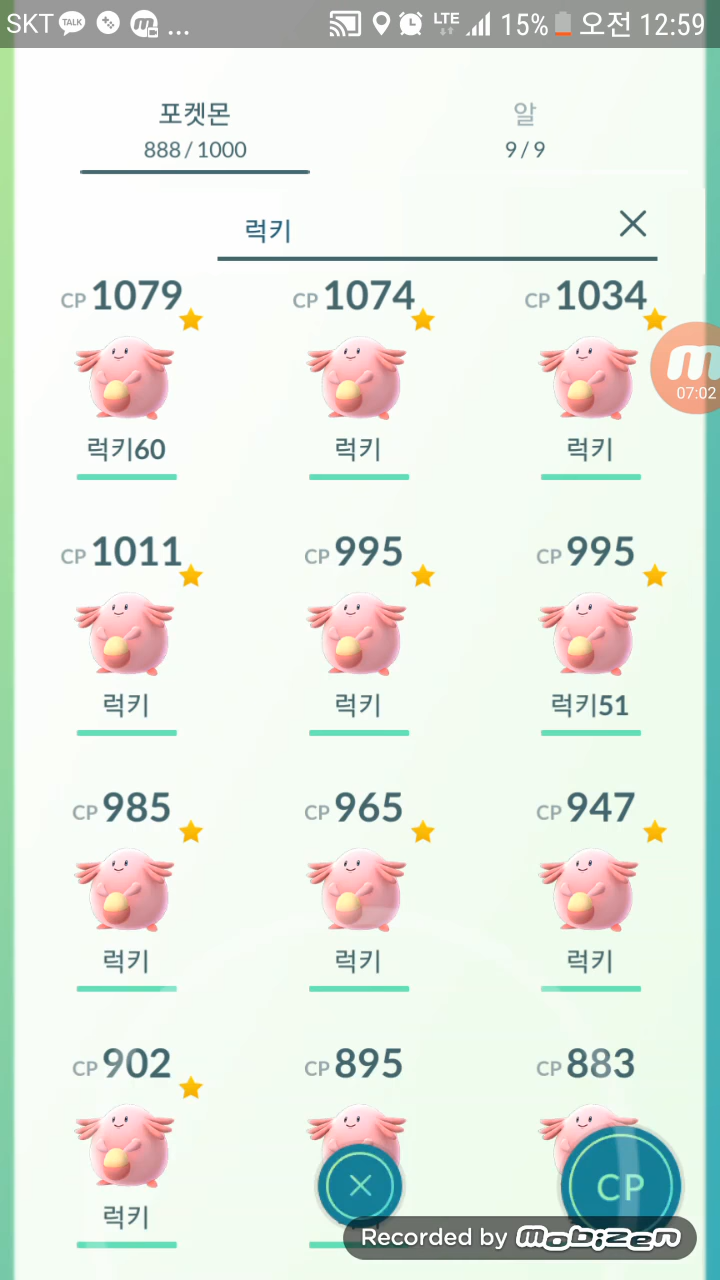 SKT TALK ... LTE 15% 오전 12:59
포켓몬 알
888 / 1000 9 / 9
럭키
CP 1079 CP 1074 CP 1034
07:02
럭키60 럭키 럭키
CP 1011 CP 995 CP 995
럭키 럭키 럭키51
CP 985 CP 965 CP 947
럭키 럭키 럭키
CP 902 CP 895 CP 883
CP
럭키
Recorded by mobizen